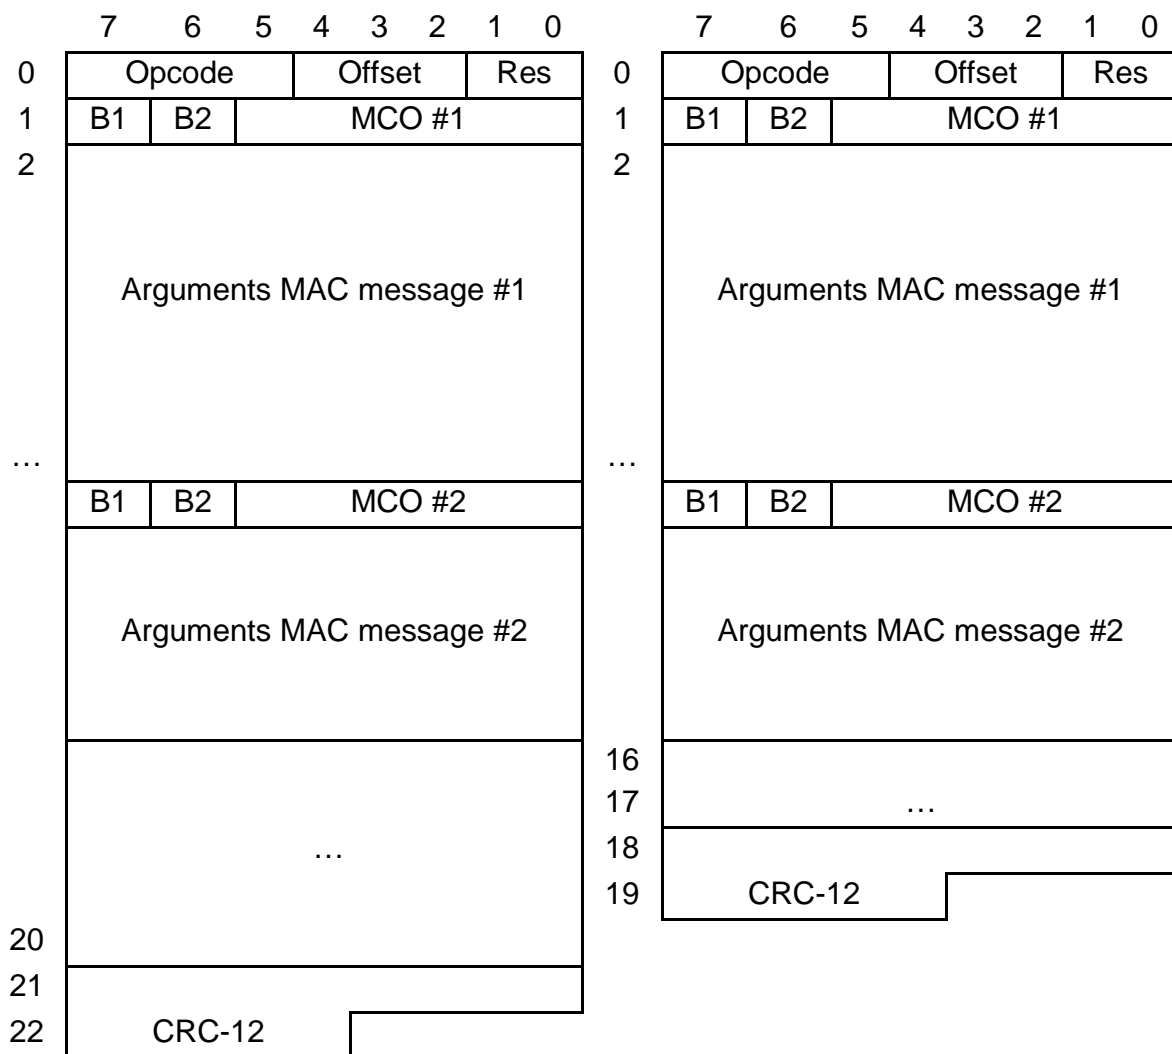 7 6 5 4 3 2 1 0 7 6 5 4 3 2 1 0
0 Opcode Offset Res 0 Opcode Offset Res
1 B1 B2 MCO #1 1 B1 B2 MCO #1
2 2
Arguments MAC message #1 Arguments MAC message #1
… …
B1 B2 MCO #2 B1 B2 MCO #2
Arguments MAC message #2 Arguments MAC message #2
16
17 …
… 18
19 CRC-12
20
21
22 CRC-12